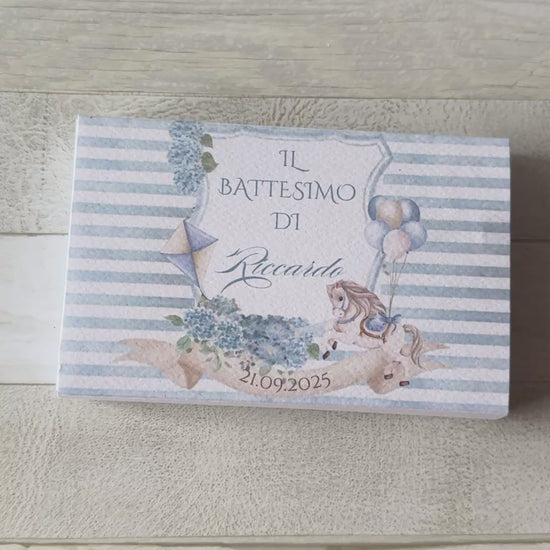 IL
BATTESIMO
DI
Riccardo
21.09.2025